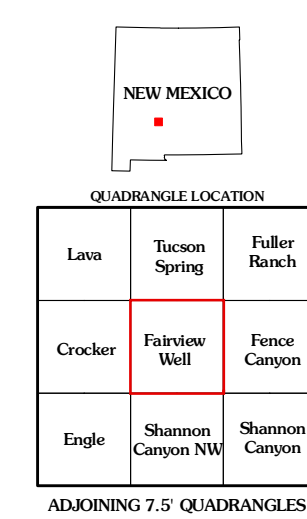 NEW MEXICO
QUADRANGLE LOCATION
Lava
Tucson
Spring
Fuller
Ranch
Crocker
Fairview
Well
Fence
Canyon
Engle
Shannon
Canyon NW
Shannon
Canyon
ADJOINING 7.5' QUADRANGLES